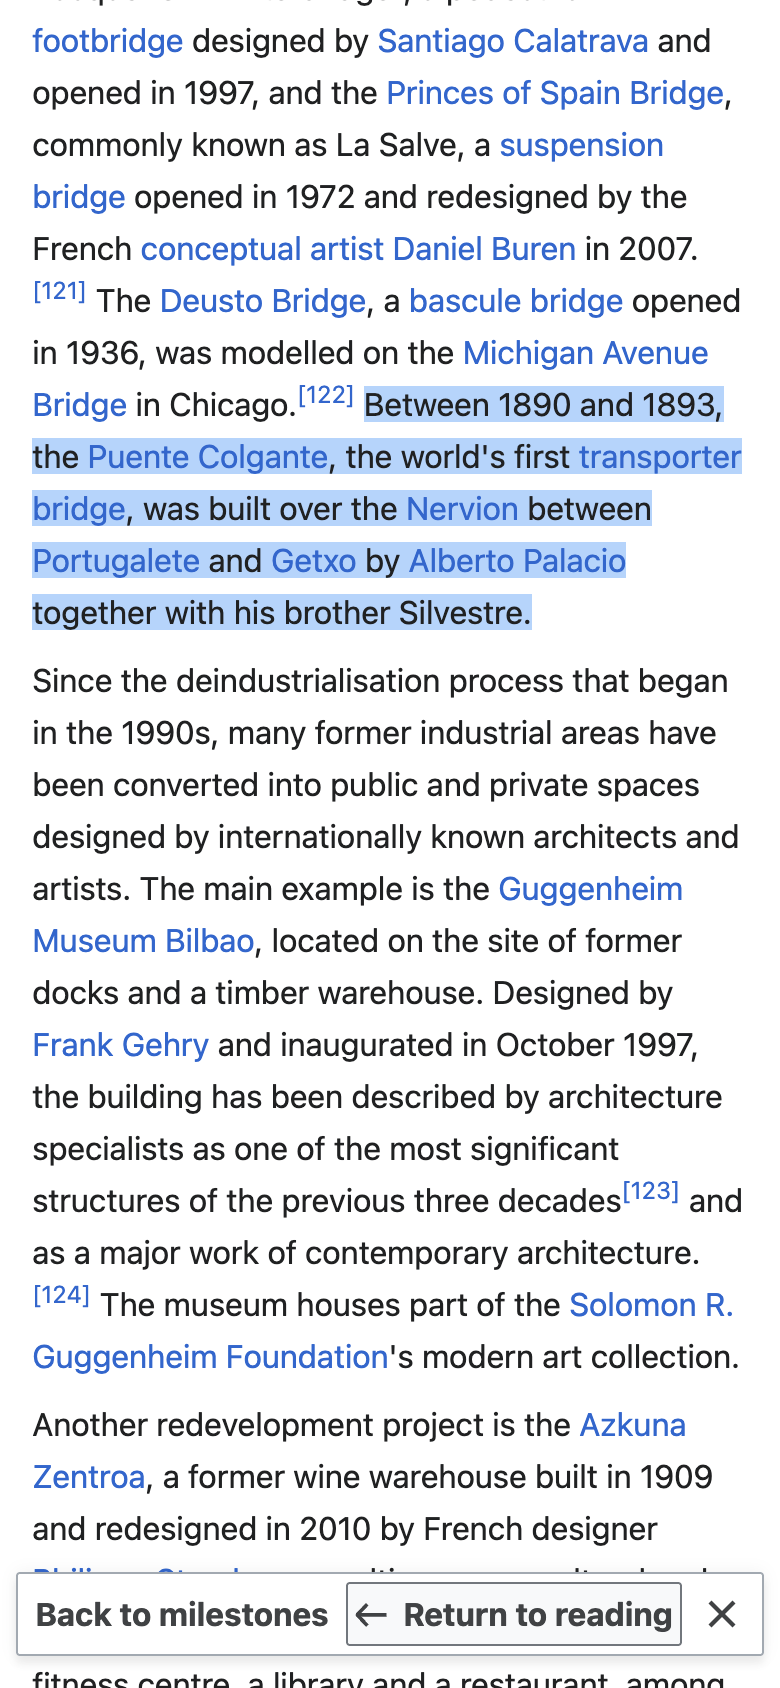 footbridge designed by Santiago Calatrava and
opened in 1997, and the Princes of Spain Bridge,
commonly known as La Salve, a suspension
bridge opened in 1972 and redesigned by the
French conceptual artist Daniel Buren in 2007.
[121] The Deusto Bridge, a bascule bridge opened
in 1936, was modelled on the Michigan Avenue
Bridge in Chicago.[122] Between 1890 and 1893,
the Puente Colgante, the world's first transporter
bridge, was built over the Nervion between
Portugalete and Getxo by Alberto Palacio
together with his brother Silvestre.
Since the deindustrialisation process that began
in the 1990s, many former industrial areas have
been converted into public and private spaces
designed by internationally known architects and
artists. The main example is the Guggenheim
Museum Bilbao, located on the site of former
docks and a timber warehouse. Designed by
Frank Gehry and inaugurated in October 1997,
the building has been described by architecture
specialists as one of the most significant
structures of the previous three decades[123] and
as a major work of contemporary architecture.
[124] The museum houses part of the Solomon R.
Guggenheim Foundation's modern art collection.
Another redevelopment project is the Azkuna
Zentroa, a former wine warehouse built in 1909
and redesigned in 2010 by French designer
Back to milestones ← Return to reading ×
fitness centre, a library and a restaurant, among